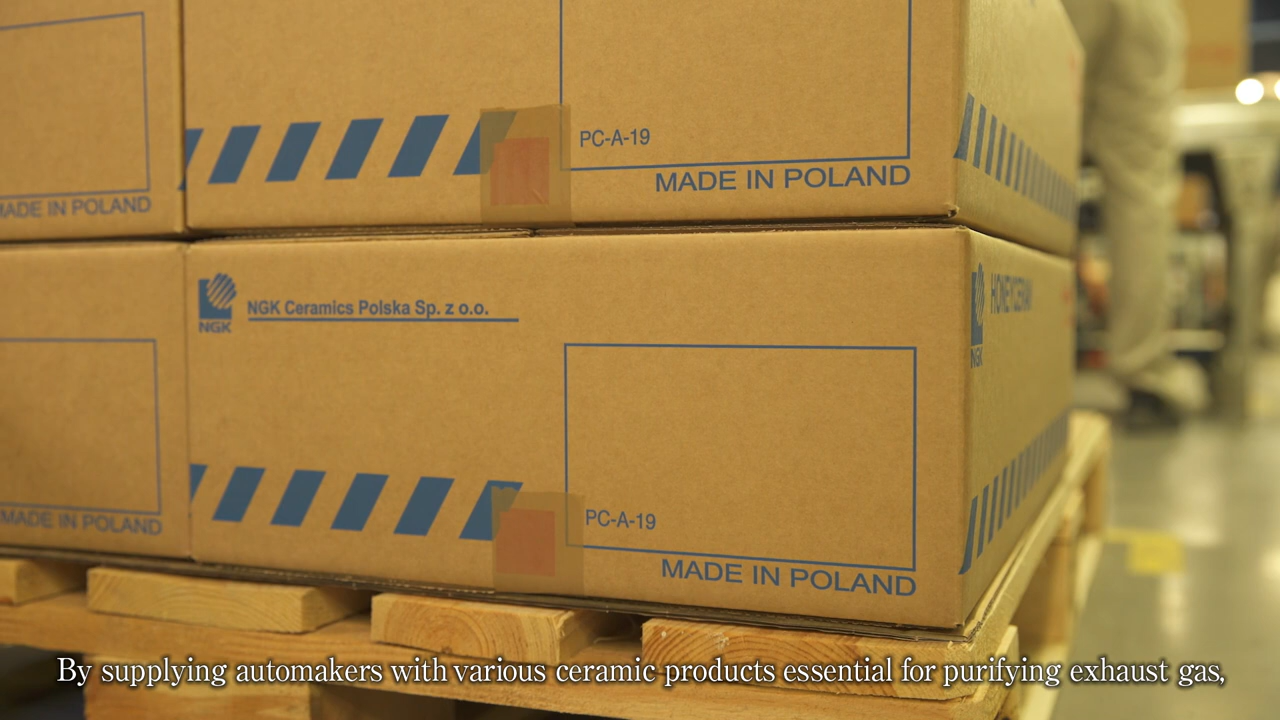 PC-A-19
MADE IN POLAND
MADE IN POLAND
NGK
NGK Ceramics Polska Sp. z o.o.
NGK
PC-A-19
MADE IN POLAND
MADE IN POLAND
By supplying automakers with various ceramic products essential for purifying exhaust gas,